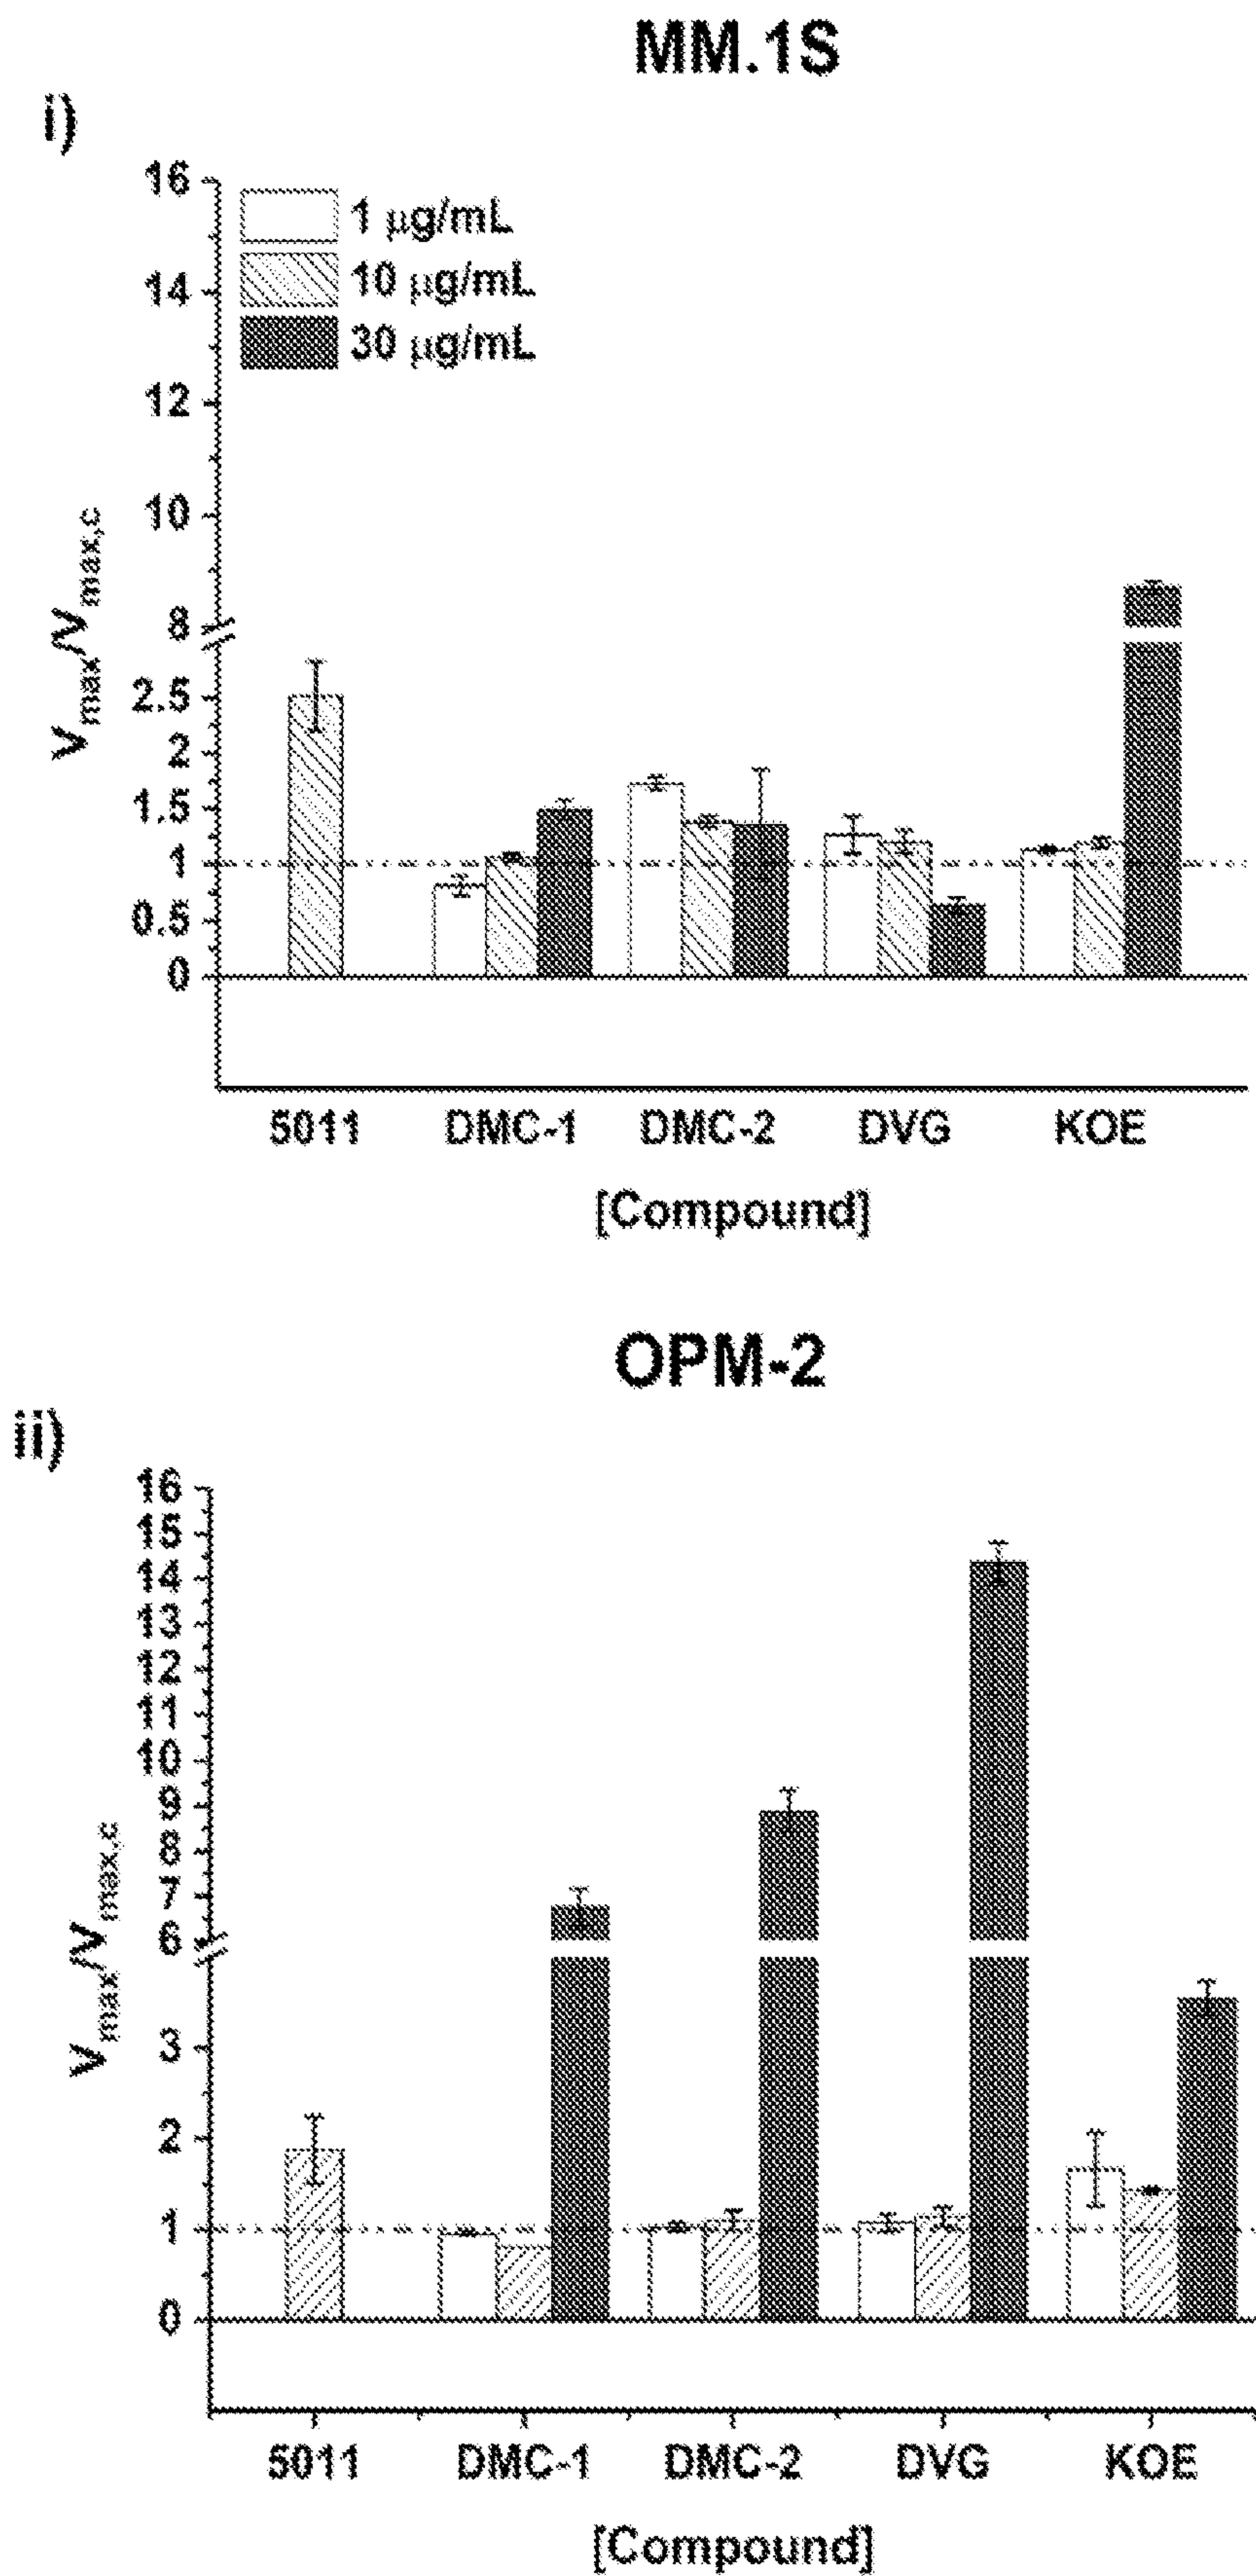 MM.1S
i)
16
14
12
10
8
2.5
2
1.5
1
0.5
0
1 μg/mL
10 μg/mL
30 μg/mL
Vmax/Vmax,c
5011 DMC-1 DMC-2 DVG KOE
[Compound]
OPM-2
iii)
16
15
14
13
12
11
10
9
8
7
6
3
2
1
0
Vmax/Vmax,c
5011 DMC-1 DMC-2 DVG KOE
[Compound]